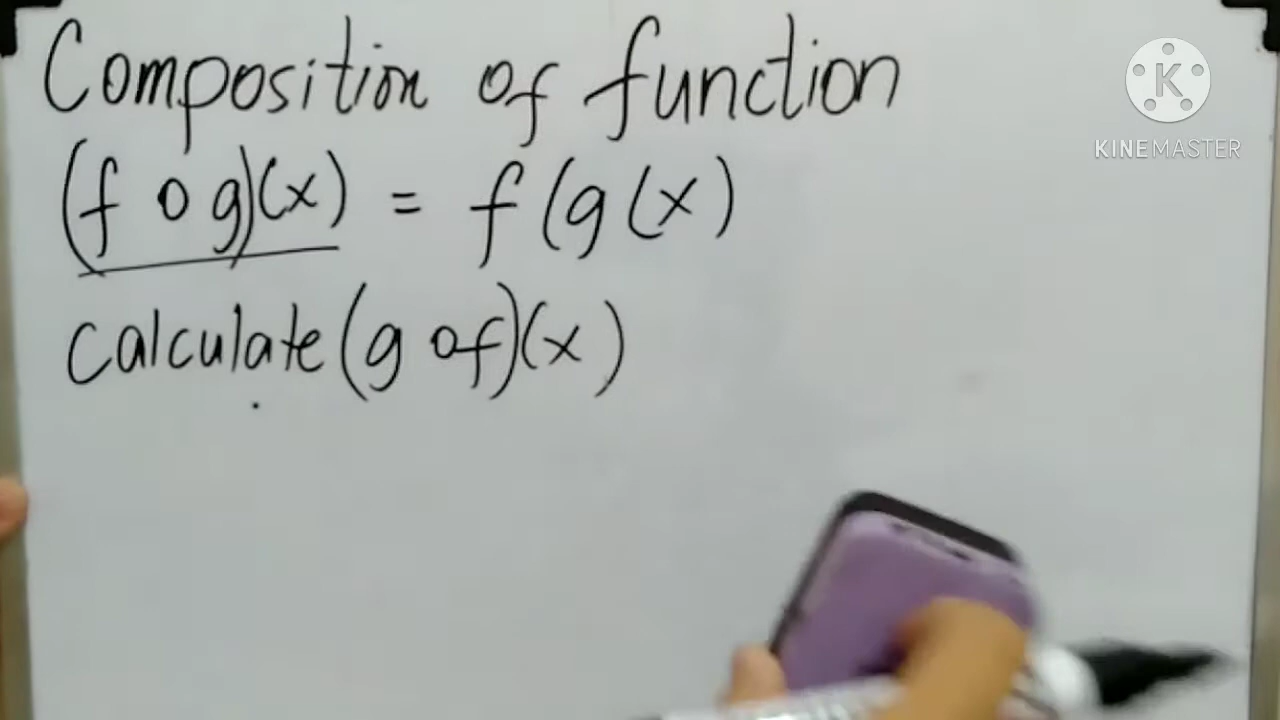 Composition of function
(f o g)(x) = f(g(x)
Calculate (g of)(x)
K
KINEMASTER